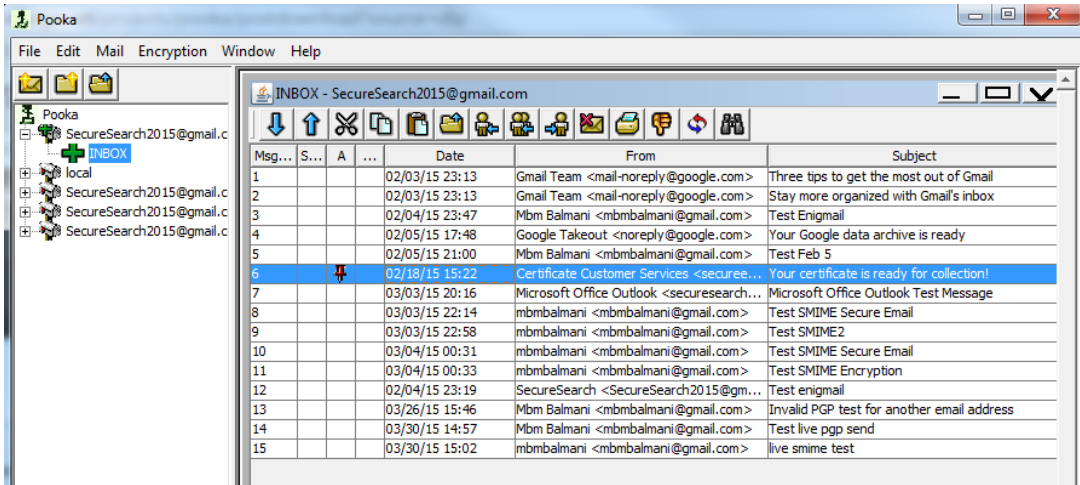 Pooka
File Edit Mail Encryption Window Help
INBOX - SecureSearch2015@gmail.com
Pooka
SecureSearch2015@gmail.c
INBOX
local
SecureSearch2015@gmail.c
SecureSearch2015@gmail.c
SecureSearch2015@gmail.c
Msg... S... A ... Date From Subject
1 02/03/15 23:13 Gmail Team <mail-noreply@google.com> Three tips to get the most out of Gmail
2 02/03/15 23:13 Gmail Team <mail-noreply@google.com> Stay more organized with Gmail's inbox
3 02/04/15 23:47 Mbm Balmani <mbmbalmani@gmail.com> Test Enigmail
4 02/05/15 17:48 Google Takeout <noreply@google.com> Your Google data archive is ready
5 02/05/15 21:00 Mbm Balmani <mbmbalmani@gmail.com> Test Feb 5
6 02/18/15 15:22 Certificate Customer Services <securee... Your certificate is ready for collection!
7 03/03/15 20:16 Microsoft Office Outlook <securesearch... Microsoft Office Outlook Test Message
8 03/03/15 22:14 mbmbalmani <mbmbalmani@gmail.com> Test SMIME Secure Email
9 03/03/15 22:58 mbmbalmani <mbmbalmani@gmail.com> Test SMIME2
10 03/04/15 00:31 mbmbalmani <mbmbalmani@gmail.com> Test SMIME Secure Email
11 03/04/15 00:33 mbmbalmani <mbmbalmani@gmail.com> Test SMIME Encryption
12 02/04/15 23:19 SecureSearch <SecureSearch2015@gm... Test enigmail
13 03/26/15 15:46 Mbm Balmani <mbmbalmani@gmail.com> Invalid PGP test for another email address
14 03/30/15 14:57 Mbm Balmani <mbmbalmani@gmail.com> Test live pgp send
15 03/30/15 15:02 mbmbalmani <mbmbalmani@gmail.com> live smime test